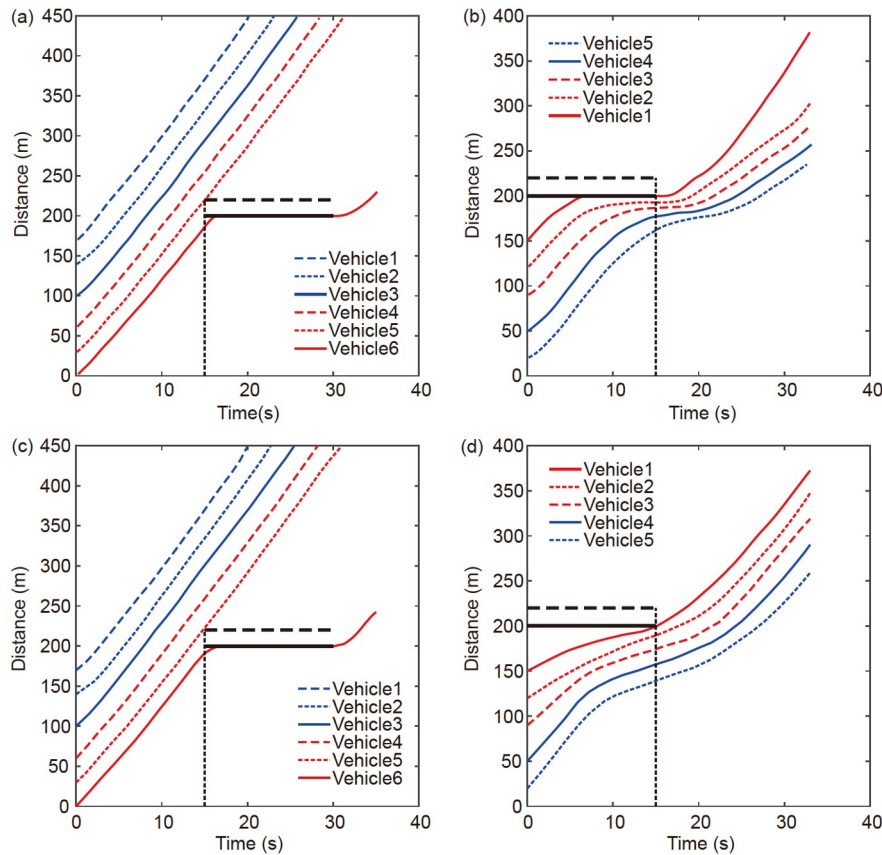 (a)
450
400
350
300
250
200
150
100
50
0
Distance (m)
Vehicle1
Vehicle2
Vehicle3
Vehicle4
Vehicle5
Vehicle6
0 10 20 30 40
Time(s)
(b)
400
350
300
250
200
150
100
50
0
Distance (m)
Vehicle5
Vehicle4
Vehicle3
Vehicle2
Vehicle1
0 10 20 30 40
Time (s)
(c)
450
400
350
300
250
200
150
100
50
0
Distance (m)
Vehicle1
Vehicle2
Vehicle3
Vehicle4
Vehicle5
Vehicle6
0 10 20 30 40
Time (s)
(d)
400
350
300
250
200
150
100
50
0
Distance (m)
Vehicle1
Vehicle2
Vehicle3
Vehicle4
Vehicle5
0 10 20 30 40
Time (s)